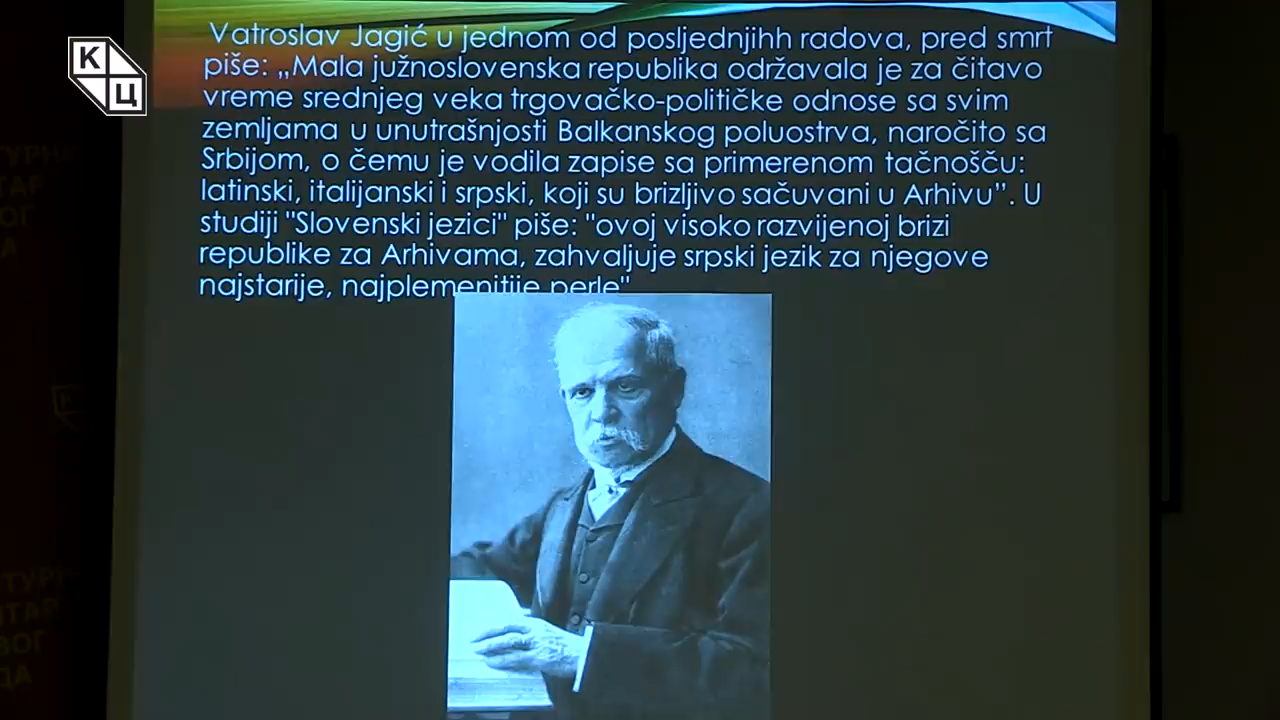 Vatroslav Jagić u jednom od posljednjihh radova, pred smrt
piše: „Mala južnoslovenska republika održavala je za čitavo
vreme srednjeg veka trgovačko-političke odnose sa svim
zemljama u unutrašnjosti Balkanskog poluostrva, naročito sa
Srbijom, o čemu je vodila zapise sa primerenom tačnošču:
latinski, italijanski i srpski, koji su brizljivo sačuvani u Arhivu”. U
studiji "Slovenski jezici" piše: "ovoj visoko razvijenoj brizi
republike za Arhivama, zahvaljuje srpski jezik za njegove
najstarije, najplemenitije perle"
К
Ц